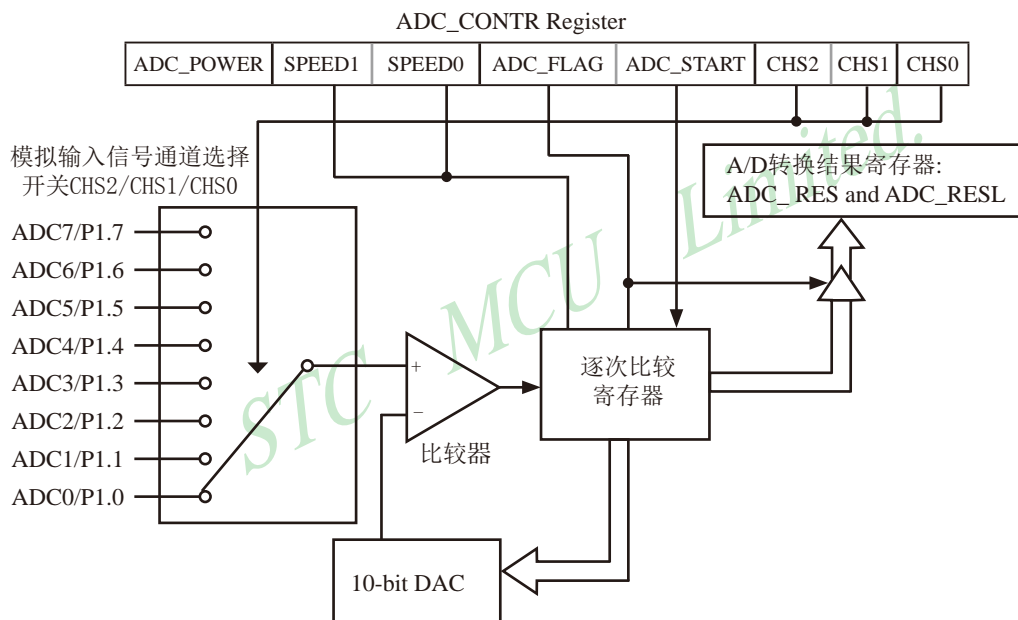 ADC_CONTR Register
ADC_POWER SPEED1 SPEED0 ADC_FLAG ADC_START CHS2 CHS1 CHS0
模拟输入信号通道选择
开关CHS2/CHS1/CHS0
A/D转换结果寄存器:
ADC_RES and ADC_RESL
ADC7/P1.7
ADC6/P1.6
ADC5/P1.5
ADC4/P1.4
ADC3/P1.3
ADC2/P1.2
ADC1/P1.1
ADC0/P1.0
+
−
比较器
逐次比较
寄存器
10-bit DAC
STC MCU Limited.